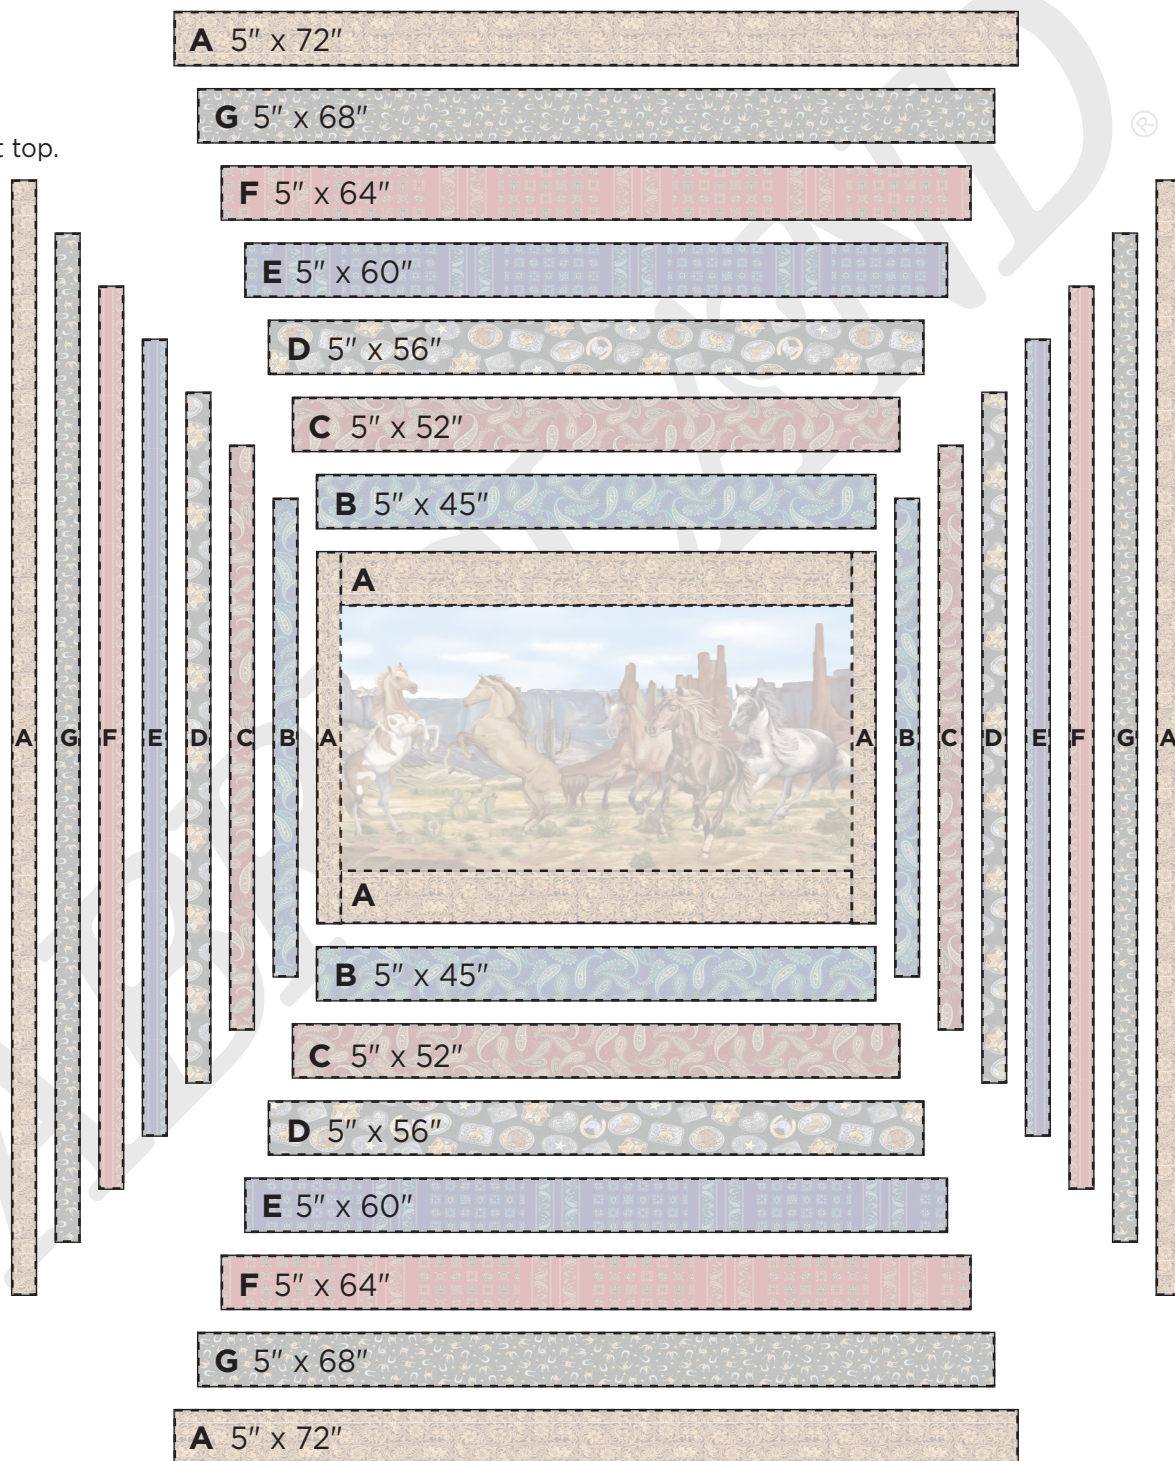 A 5" x 72"
G 5" x 68"
t top.
F 5" x 64"
E 5" x 60"
D 5" x 56"
C 5" x 52"
B 5" x 45"
A
A G F E D C B A A B C D E F G A
A
B 5" x 45"
C 5" x 52"
D 5" x 56"
E 5" x 60"
F 5" x 64"
G 5" x 68"
A 5" x 72"
®